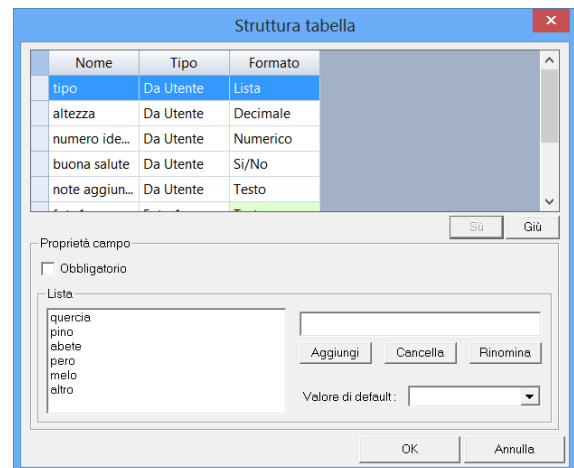 Struttura tabella
Nome Tipo Formato
tipo Da Utente Lista
altezza Da Utente Decimale
numero ide... Da Utente Numerico
buona salute Da Utente Si/No
note aggiun... Da Utente Testo
Sù Giù
Proprietà campo
Obbligatorio
Lista
quercia
pino
abete
pero
melo
altro
Aggiungi Cancella Rinomina
Valore di default :
OK Annulla